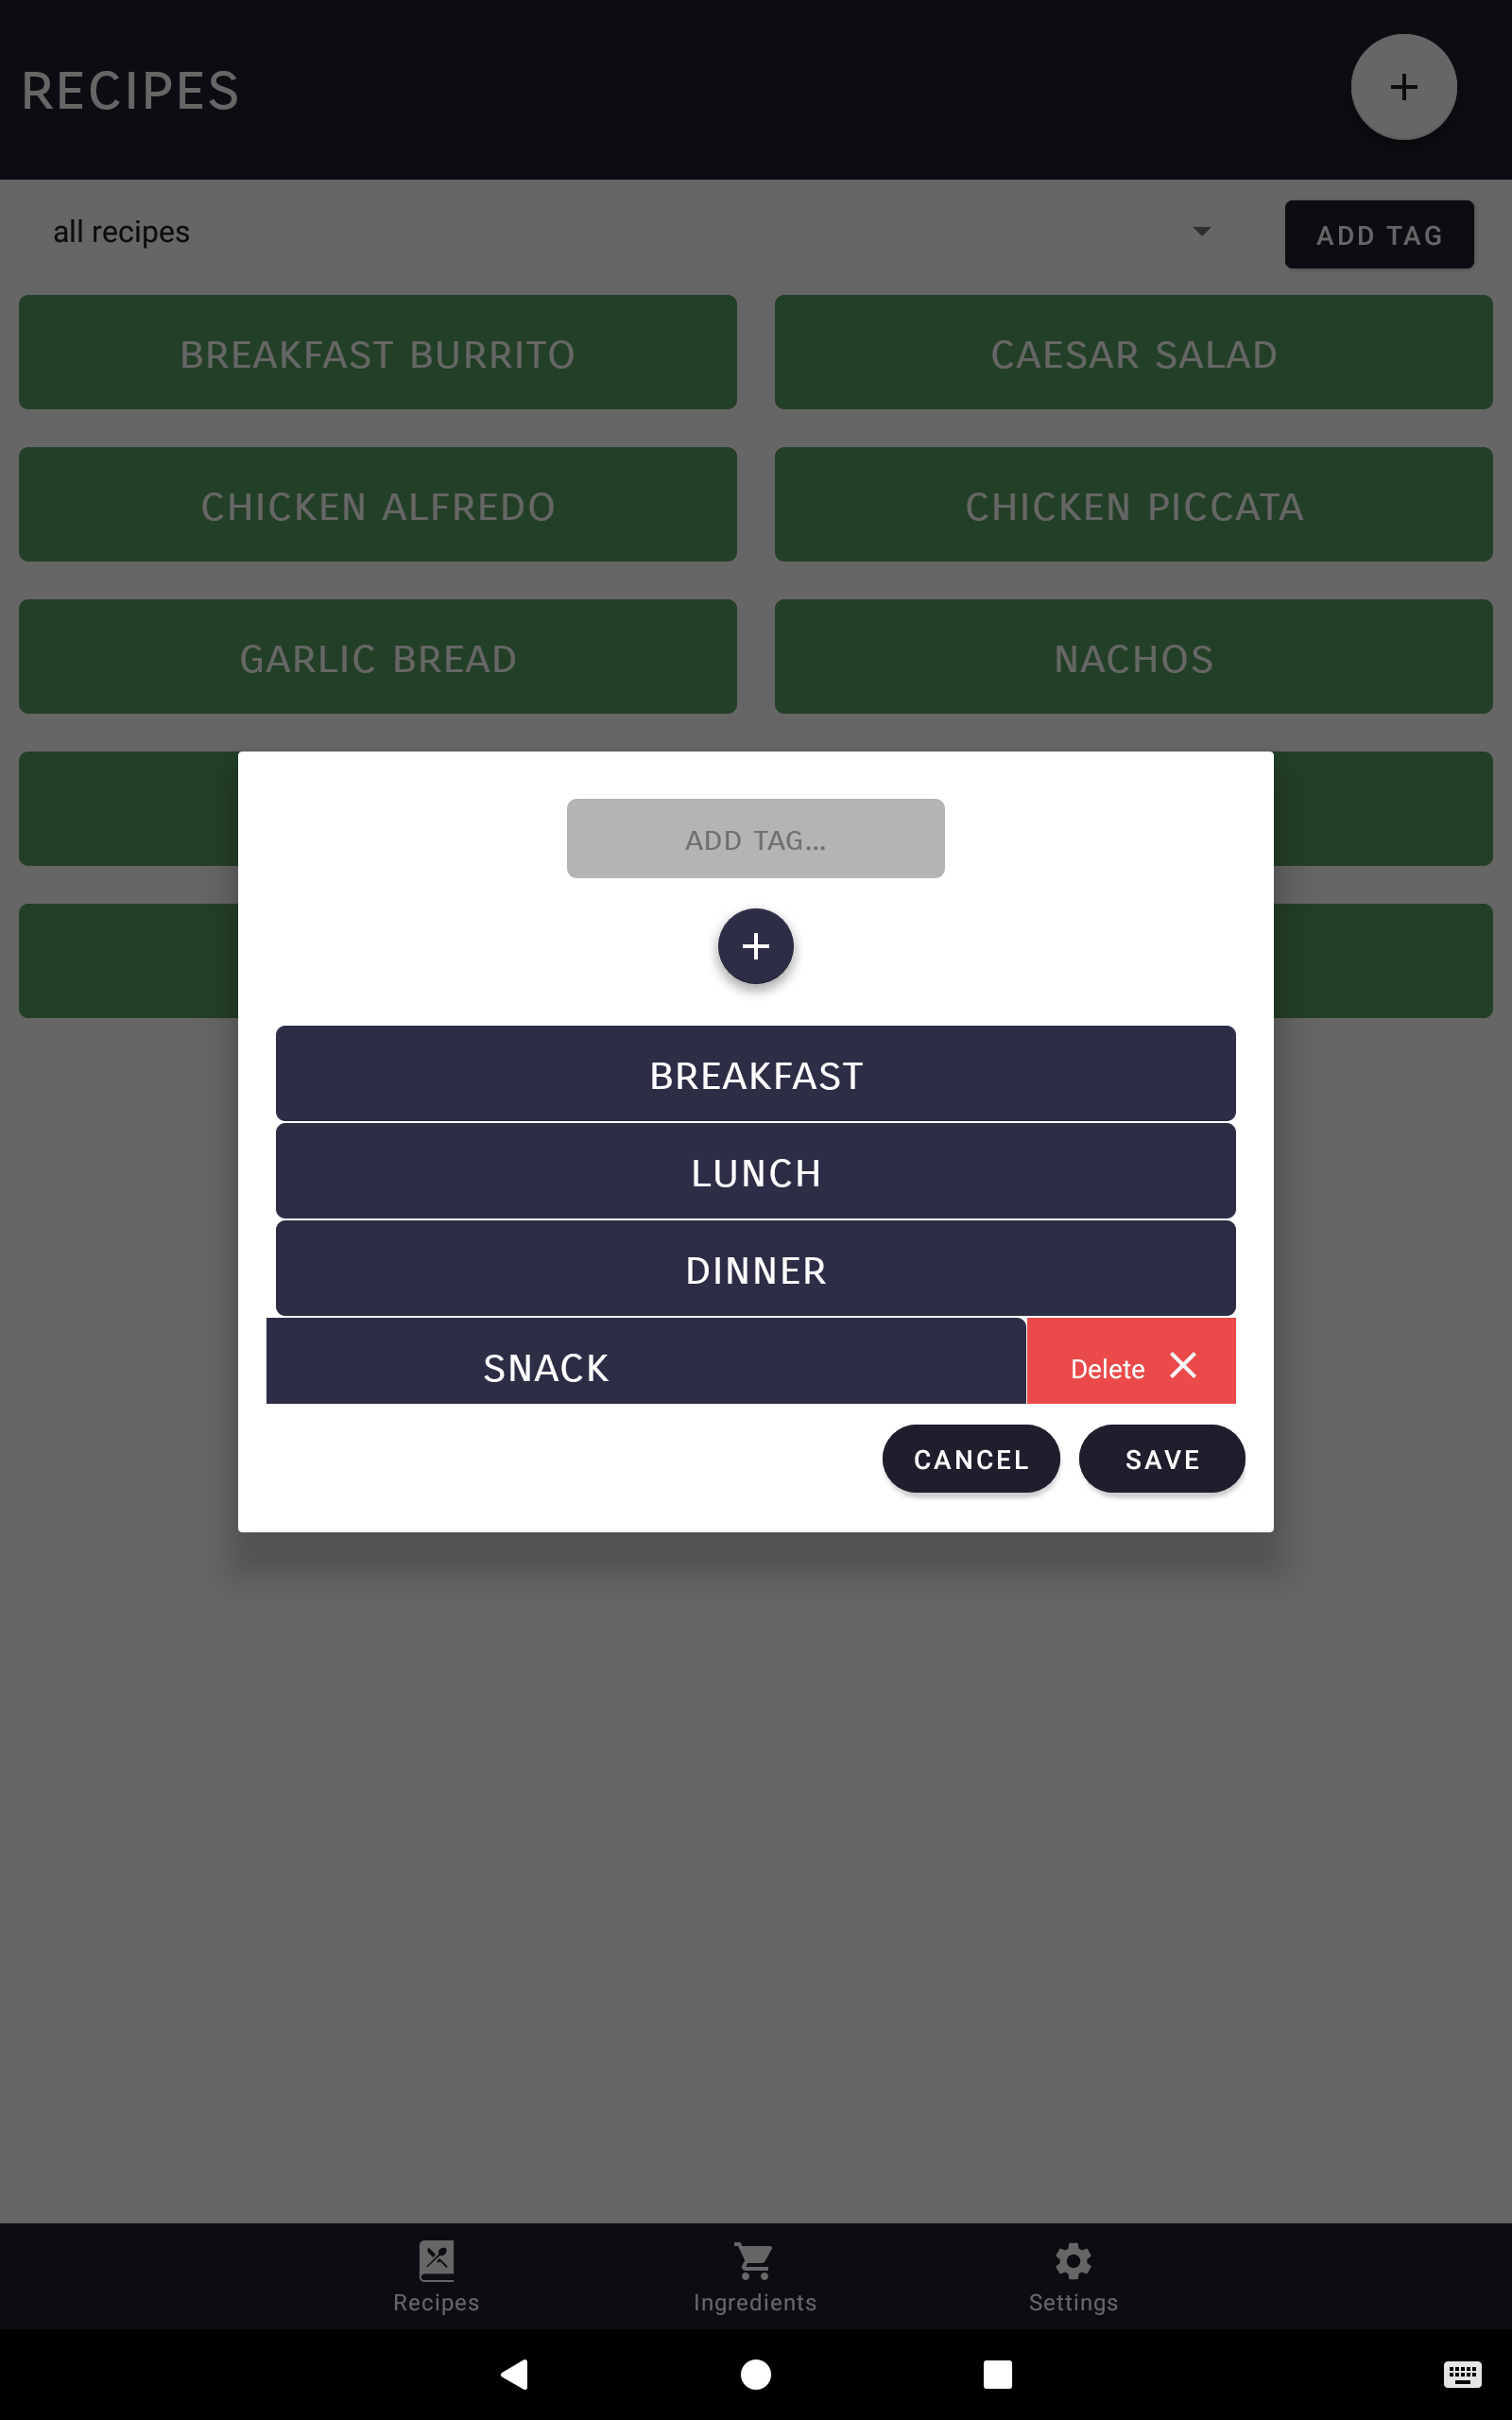 RECIPES
all recipes
ADD TAG
BREAKFAST BURRITO
CAESAR SALAD
CHICKEN ALFREDO
CHICKEN PICCATA
GARLIC BREAD
NACHOS
ADD TAG...
BREAKFAST
LUNCH
DINNER
SNACK
Delete
CANCEL
SAVE
Recipes
Ingredients
Settings